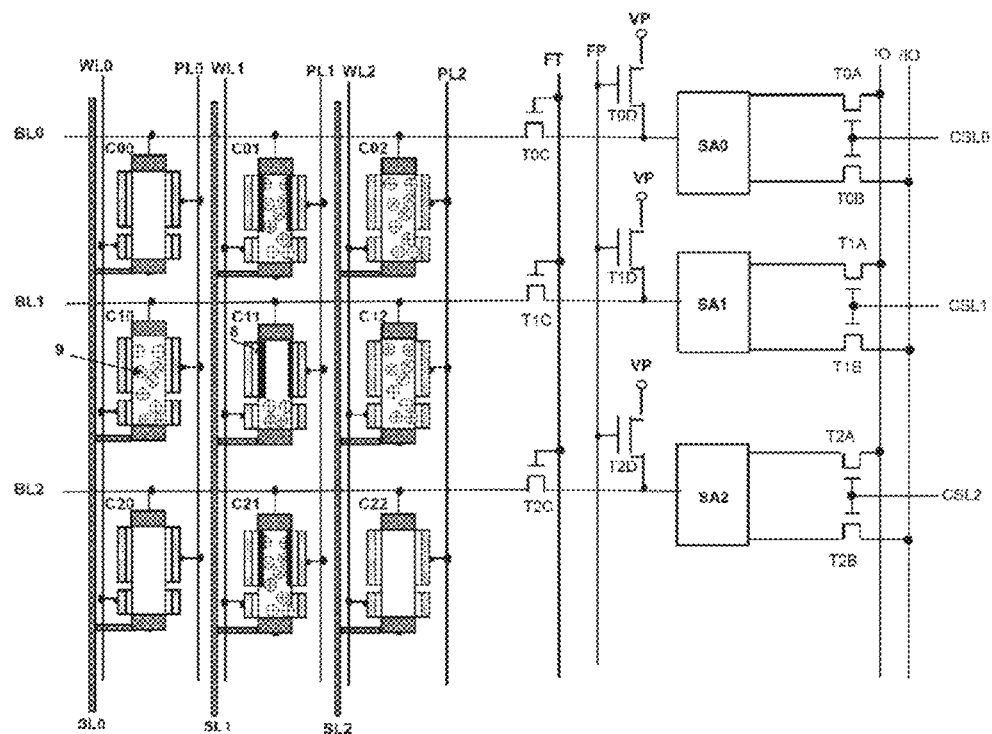 VP
WL0 PL0 WL1 PL1 WL2 PL2 FT FP IO /IO
T0A
BL0 C00 C01 C02 T0C T0D SA0 CSL0
T0B
VP
T1A
BL1 C10 C11 C12 T1C T1D SA1 CSL1
8
9
T1B
VP
T2A
BL2 C20 C21 C22 T2C T2D SA2 CSL2
T2B
SL0 SL1 SL2